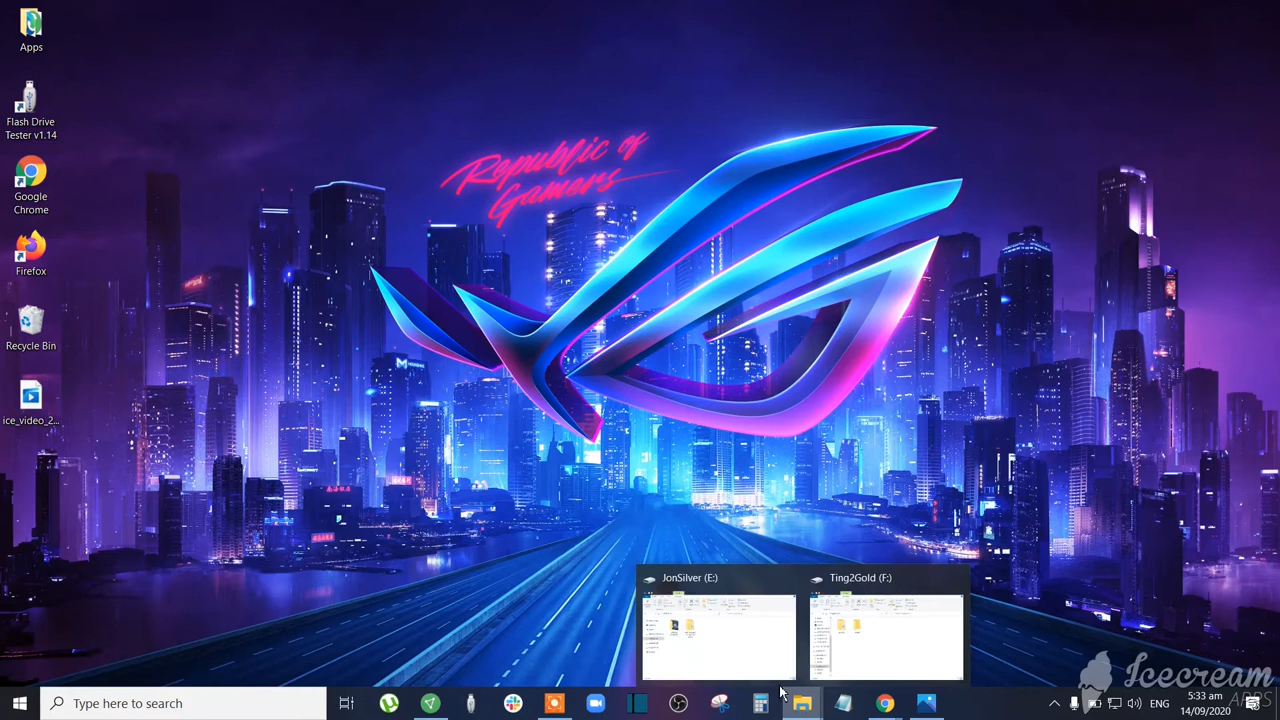 Apps
Flash Drive
Tester v1.14
Google
Chrome
Firefox
Recycle Bin
ice_video_2...
Republic of
Gamers
JonSilver (E:)
Ting2Gold (F:)
Type here to search
ENG
5:33 am
14/09/2020
Icecream
APPS